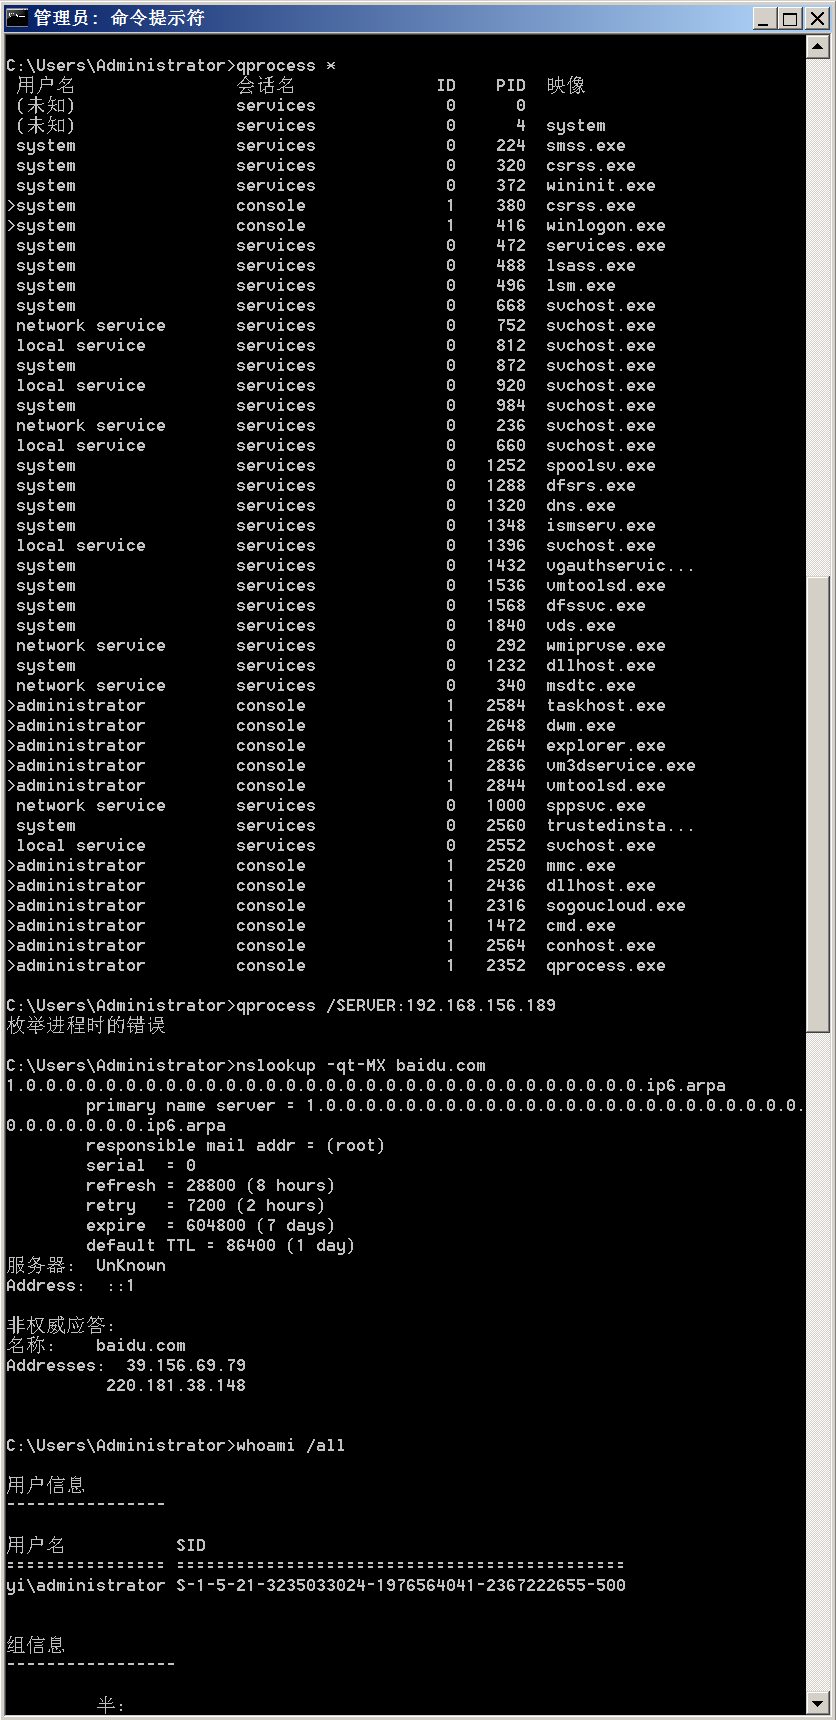 管理员: 命令提示符
C:\Users\Administrator>qprocess *
用户名 会话名 ID PID 映像
(未知) services 0 0
(未知) services 0 4 system
system services 0 224 smss.exe
system services 0 320 csrss.exe
system services 0 372 wininit.exe
>system console 1 380 csrss.exe
>system console 1 416 winlogon.exe
system services 0 472 services.exe
system services 0 488 lsass.exe
system services 0 496 lsm.exe
system services 0 668 svchost.exe
network service services 0 752 svchost.exe
local service services 0 812 svchost.exe
system services 0 872 svchost.exe
local service services 0 920 svchost.exe
system services 0 984 svchost.exe
network service services 0 236 svchost.exe
local service services 0 660 svchost.exe
system services 0 1252 spoolsv.exe
system services 0 1288 dfsrs.exe
system services 0 1320 dns.exe
system services 0 1348 ismserv.exe
local service services 0 1396 svchost.exe
system services 0 1432 vgauthservic...
system services 0 1536 vmtoolsd.exe
system services 0 1568 dfssvc.exe
system services 0 1840 vds.exe
network service services 0 292 wmiprvse.exe
system services 0 1232 dllhost.exe
network service services 0 340 msdtc.exe
>administrator console 1 2584 taskhost.exe
>administrator console 1 2648 dwm.exe
>administrator console 1 2664 explorer.exe
>administrator console 1 2836 vm3dservice.exe
>administrator console 1 2844 vmtoolsd.exe
network service services 0 1000 sppsvc.exe
system services 0 2560 trustedinsta...
local service services 0 2552 svchost.exe
>administrator console 1 2520 mmc.exe
>administrator console 1 2436 dllhost.exe
>administrator console 1 2316 sogoucloud.exe
>administrator console 1 1472 cmd.exe
>administrator console 1 2564 conhost.exe
>administrator console 1 2352 qprocess.exe
C:\Users\Administrator>qprocess /SERVER:192.168.156.189
枚举进程时的错误
C:\Users\Administrator>nslookup -qt-MX baidu.com
1.0.0.0.0.0.0.0.0.0.0.0.0.0.0.0.0.0.0.0.0.0.0.0.0.0.0.0.0.0.0.0.ip6.arpa
primary name server = 1.0.0.0.0.0.0.0.0.0.0.0.0.0.0.0.0.0.0.0.0.0.0.0.0.
0.0.0.0.0.0.0.ip6.arpa
responsible mail addr = (root)
serial = 0
refresh = 28800 (8 hours)
retry = 7200 (2 hours)
expire = 604800 (7 days)
default TTL = 86400 (1 day)
服务器: UnKnown
Address: ::1
非权威应答:
名称: baidu.com
Addresses: 39.156.69.79
220.181.38.148
C:\Users\Administrator>whoami /all
用户信息
----------------
用户名 SID
================ =============================================
yi\administrator S-1-5-21-3235033024-1976564041-2367222655-500
组信息
-----------------
半: